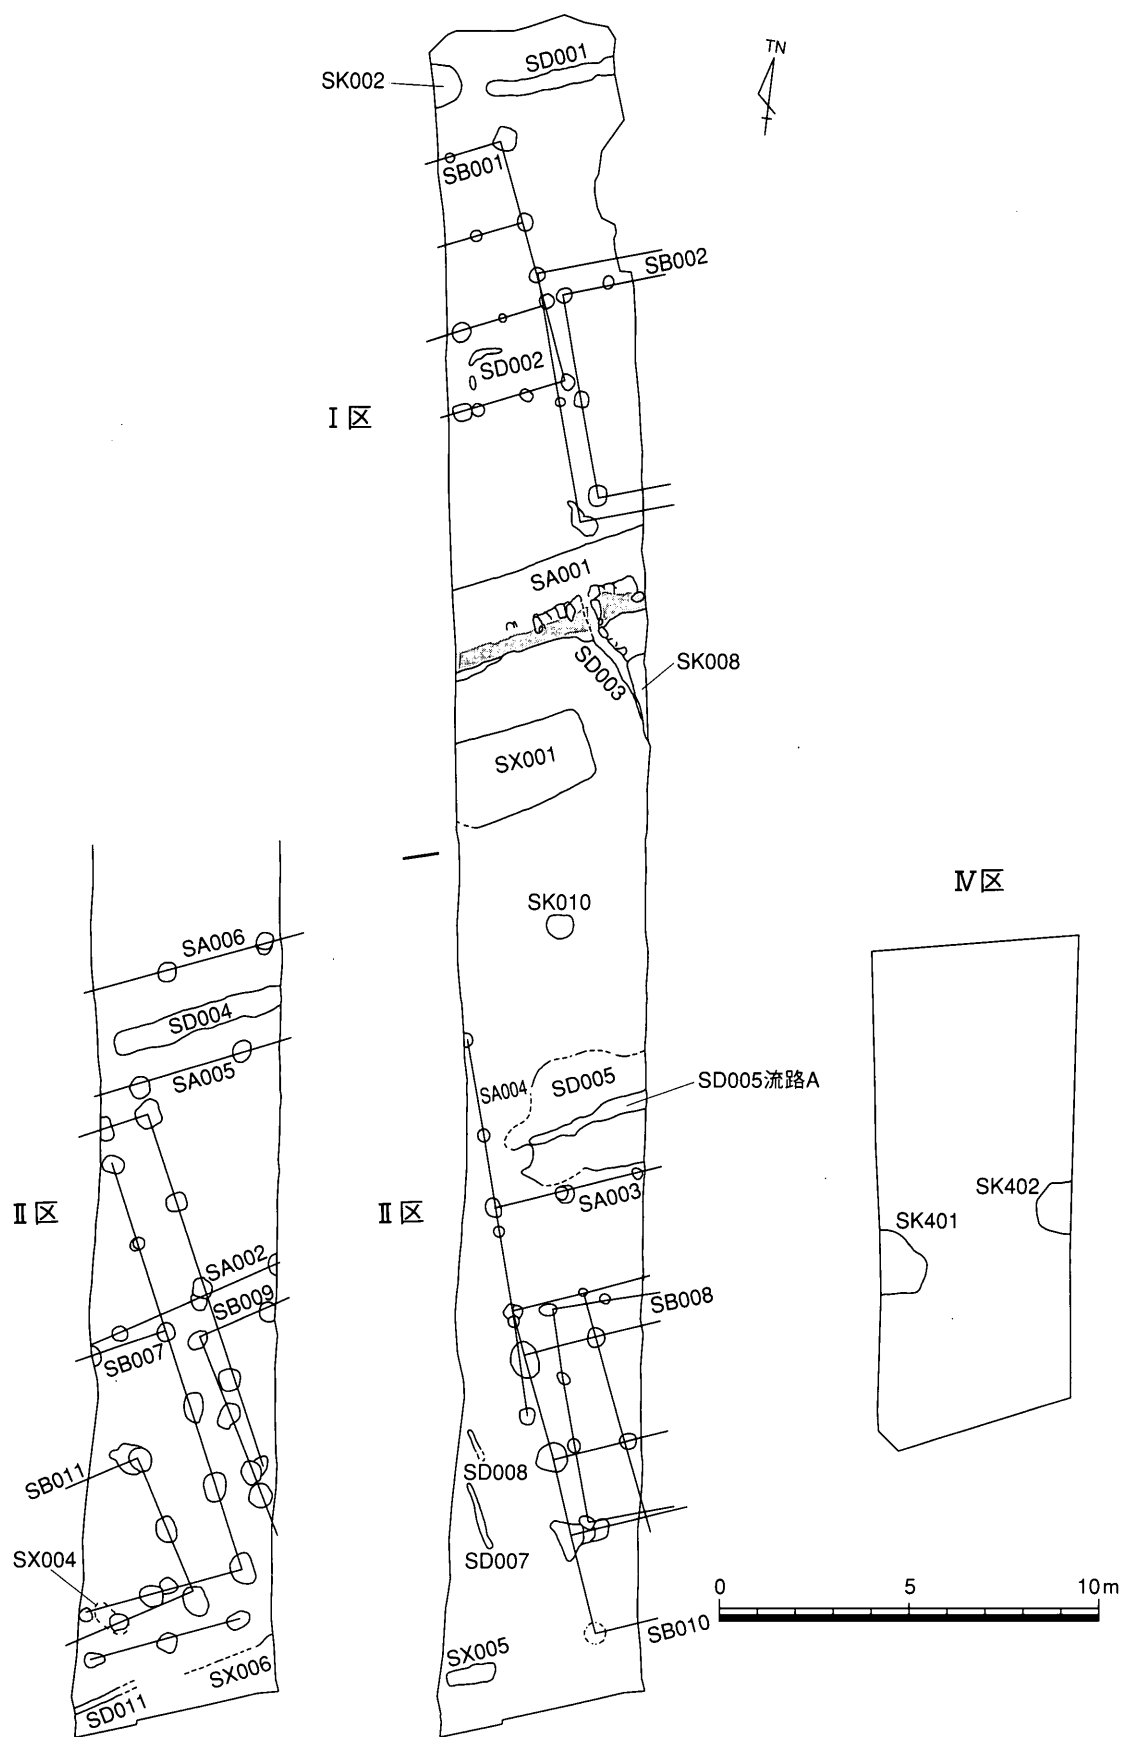 TN
SD001
SK002
SB001
SB002
SD002
Ⅰ区
SA001
SD003
SK008
SX001
Ⅳ区
SK010
SA006
SD004
SA005
SA004
SD005
SD005流路A
SK402
SK401
Ⅱ区
Ⅱ区
SA003
SA002
SB009
SB008
SB007
SD008
SB011
SD007
SX004
0 5 10m
SB010
SX005
SX006
SD011